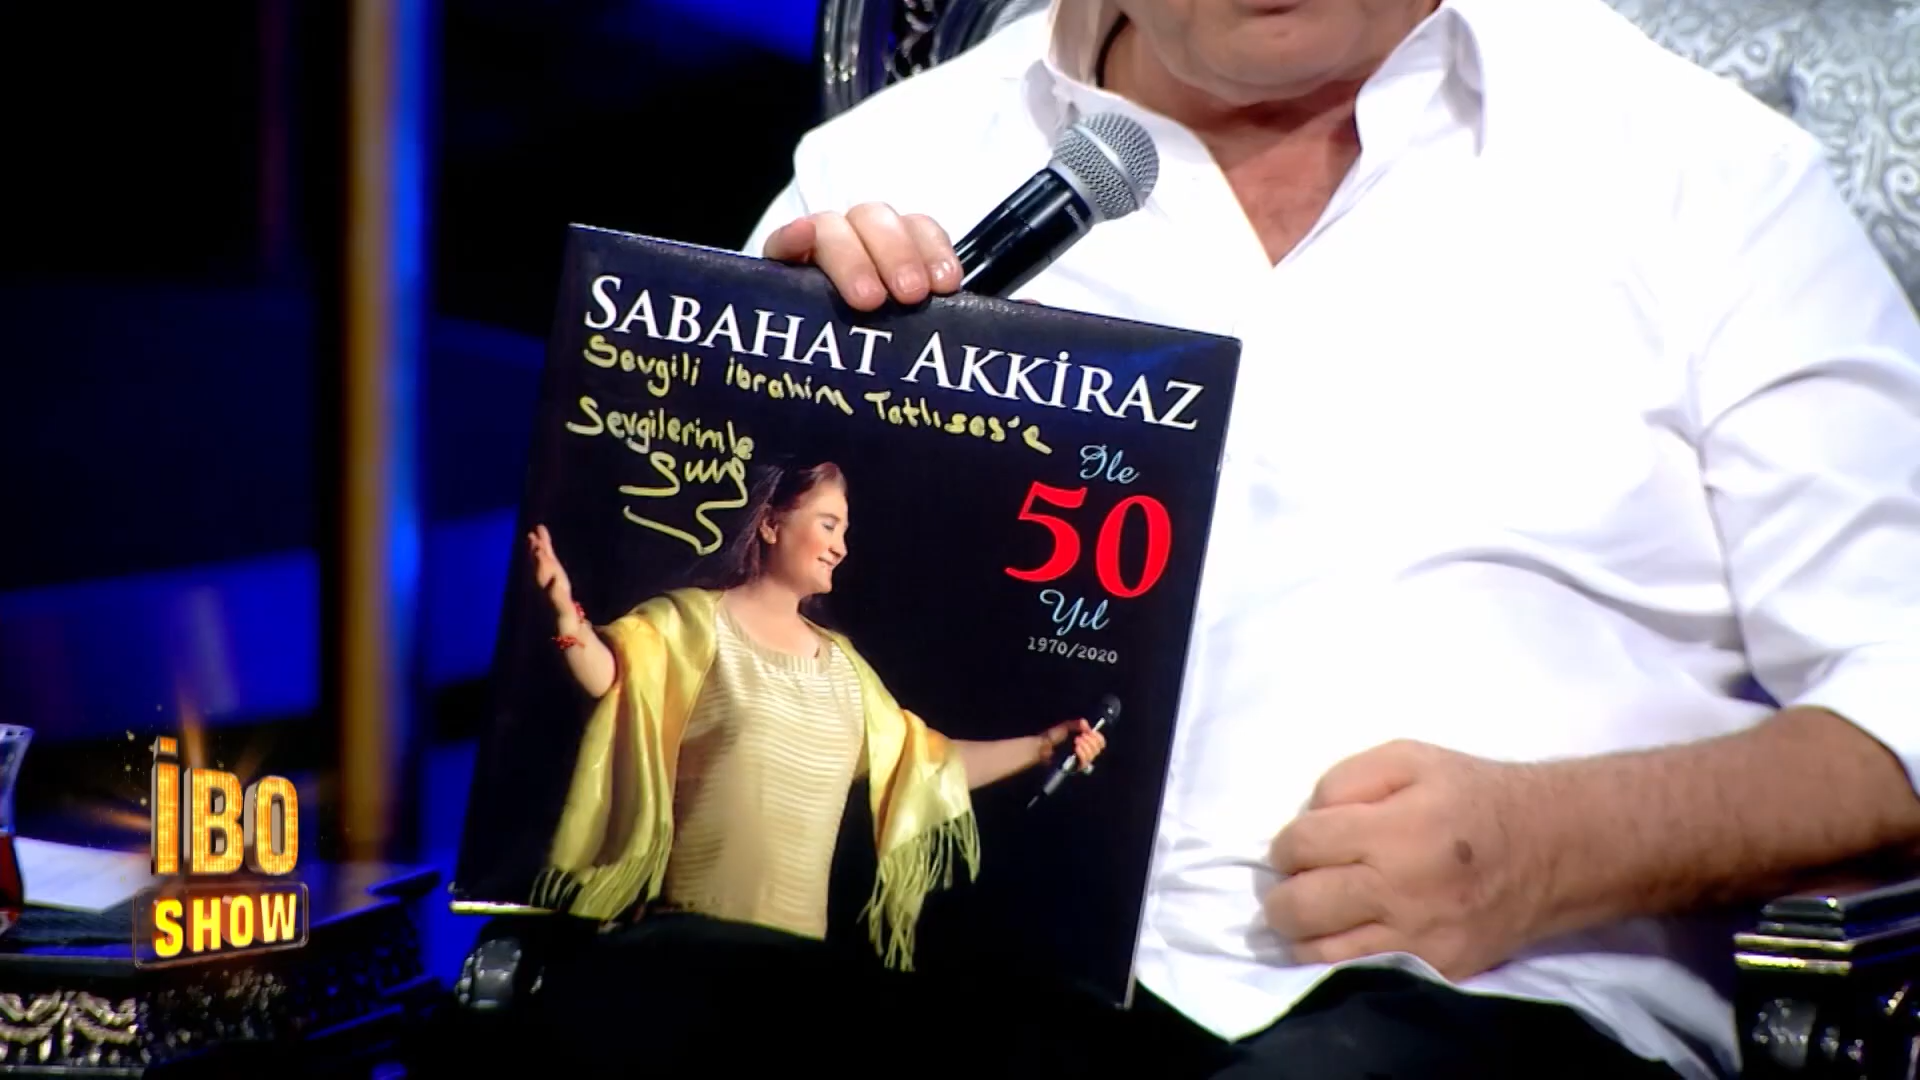 SABAHAT AKKİRAZ
Sevgili İbrahim Tatlıses'e
Sevgilerimle
İle
50
Yıl
1970/2020
İBO
SHOW